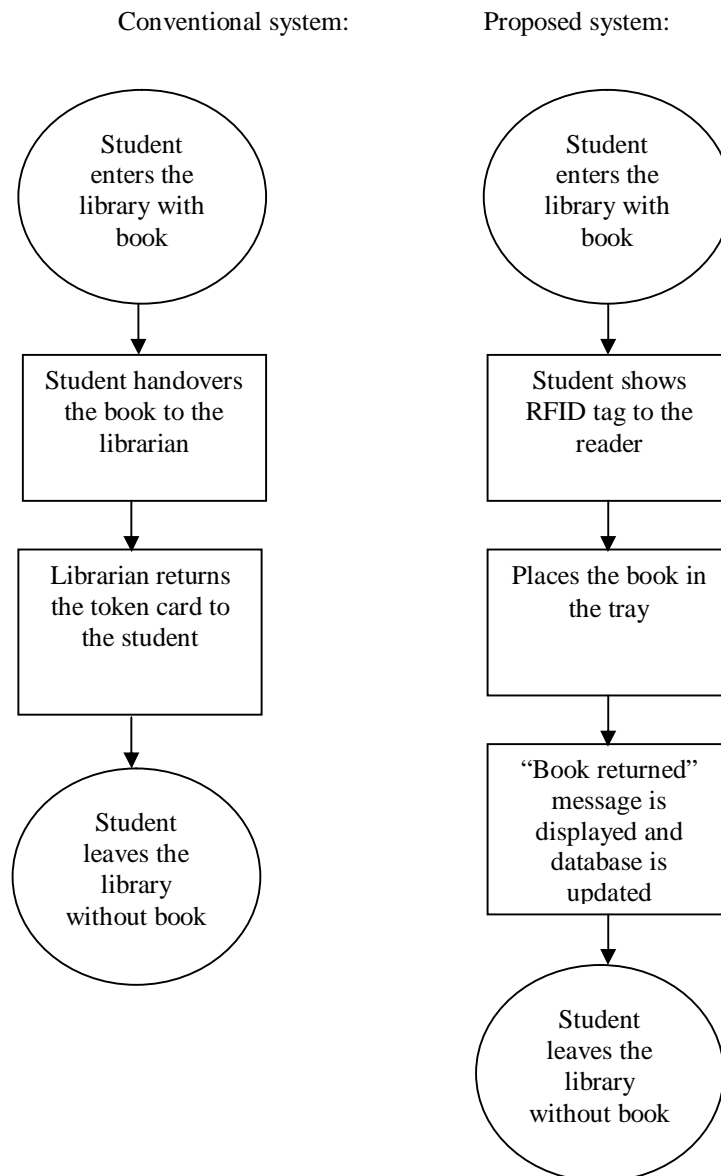 Conventional system:
Proposed system:
Student
enters the
library with
book
Student handovers
the book to the
librarian
Librarian returns
the token card to
the student
Student
leaves the
library
without book
Student
enters the
library with
book
Student shows
RFID tag to the
reader
Places the book in
the tray
“Book returned”
message is
displayed and
database is
updated
Student
leaves the
library
without book